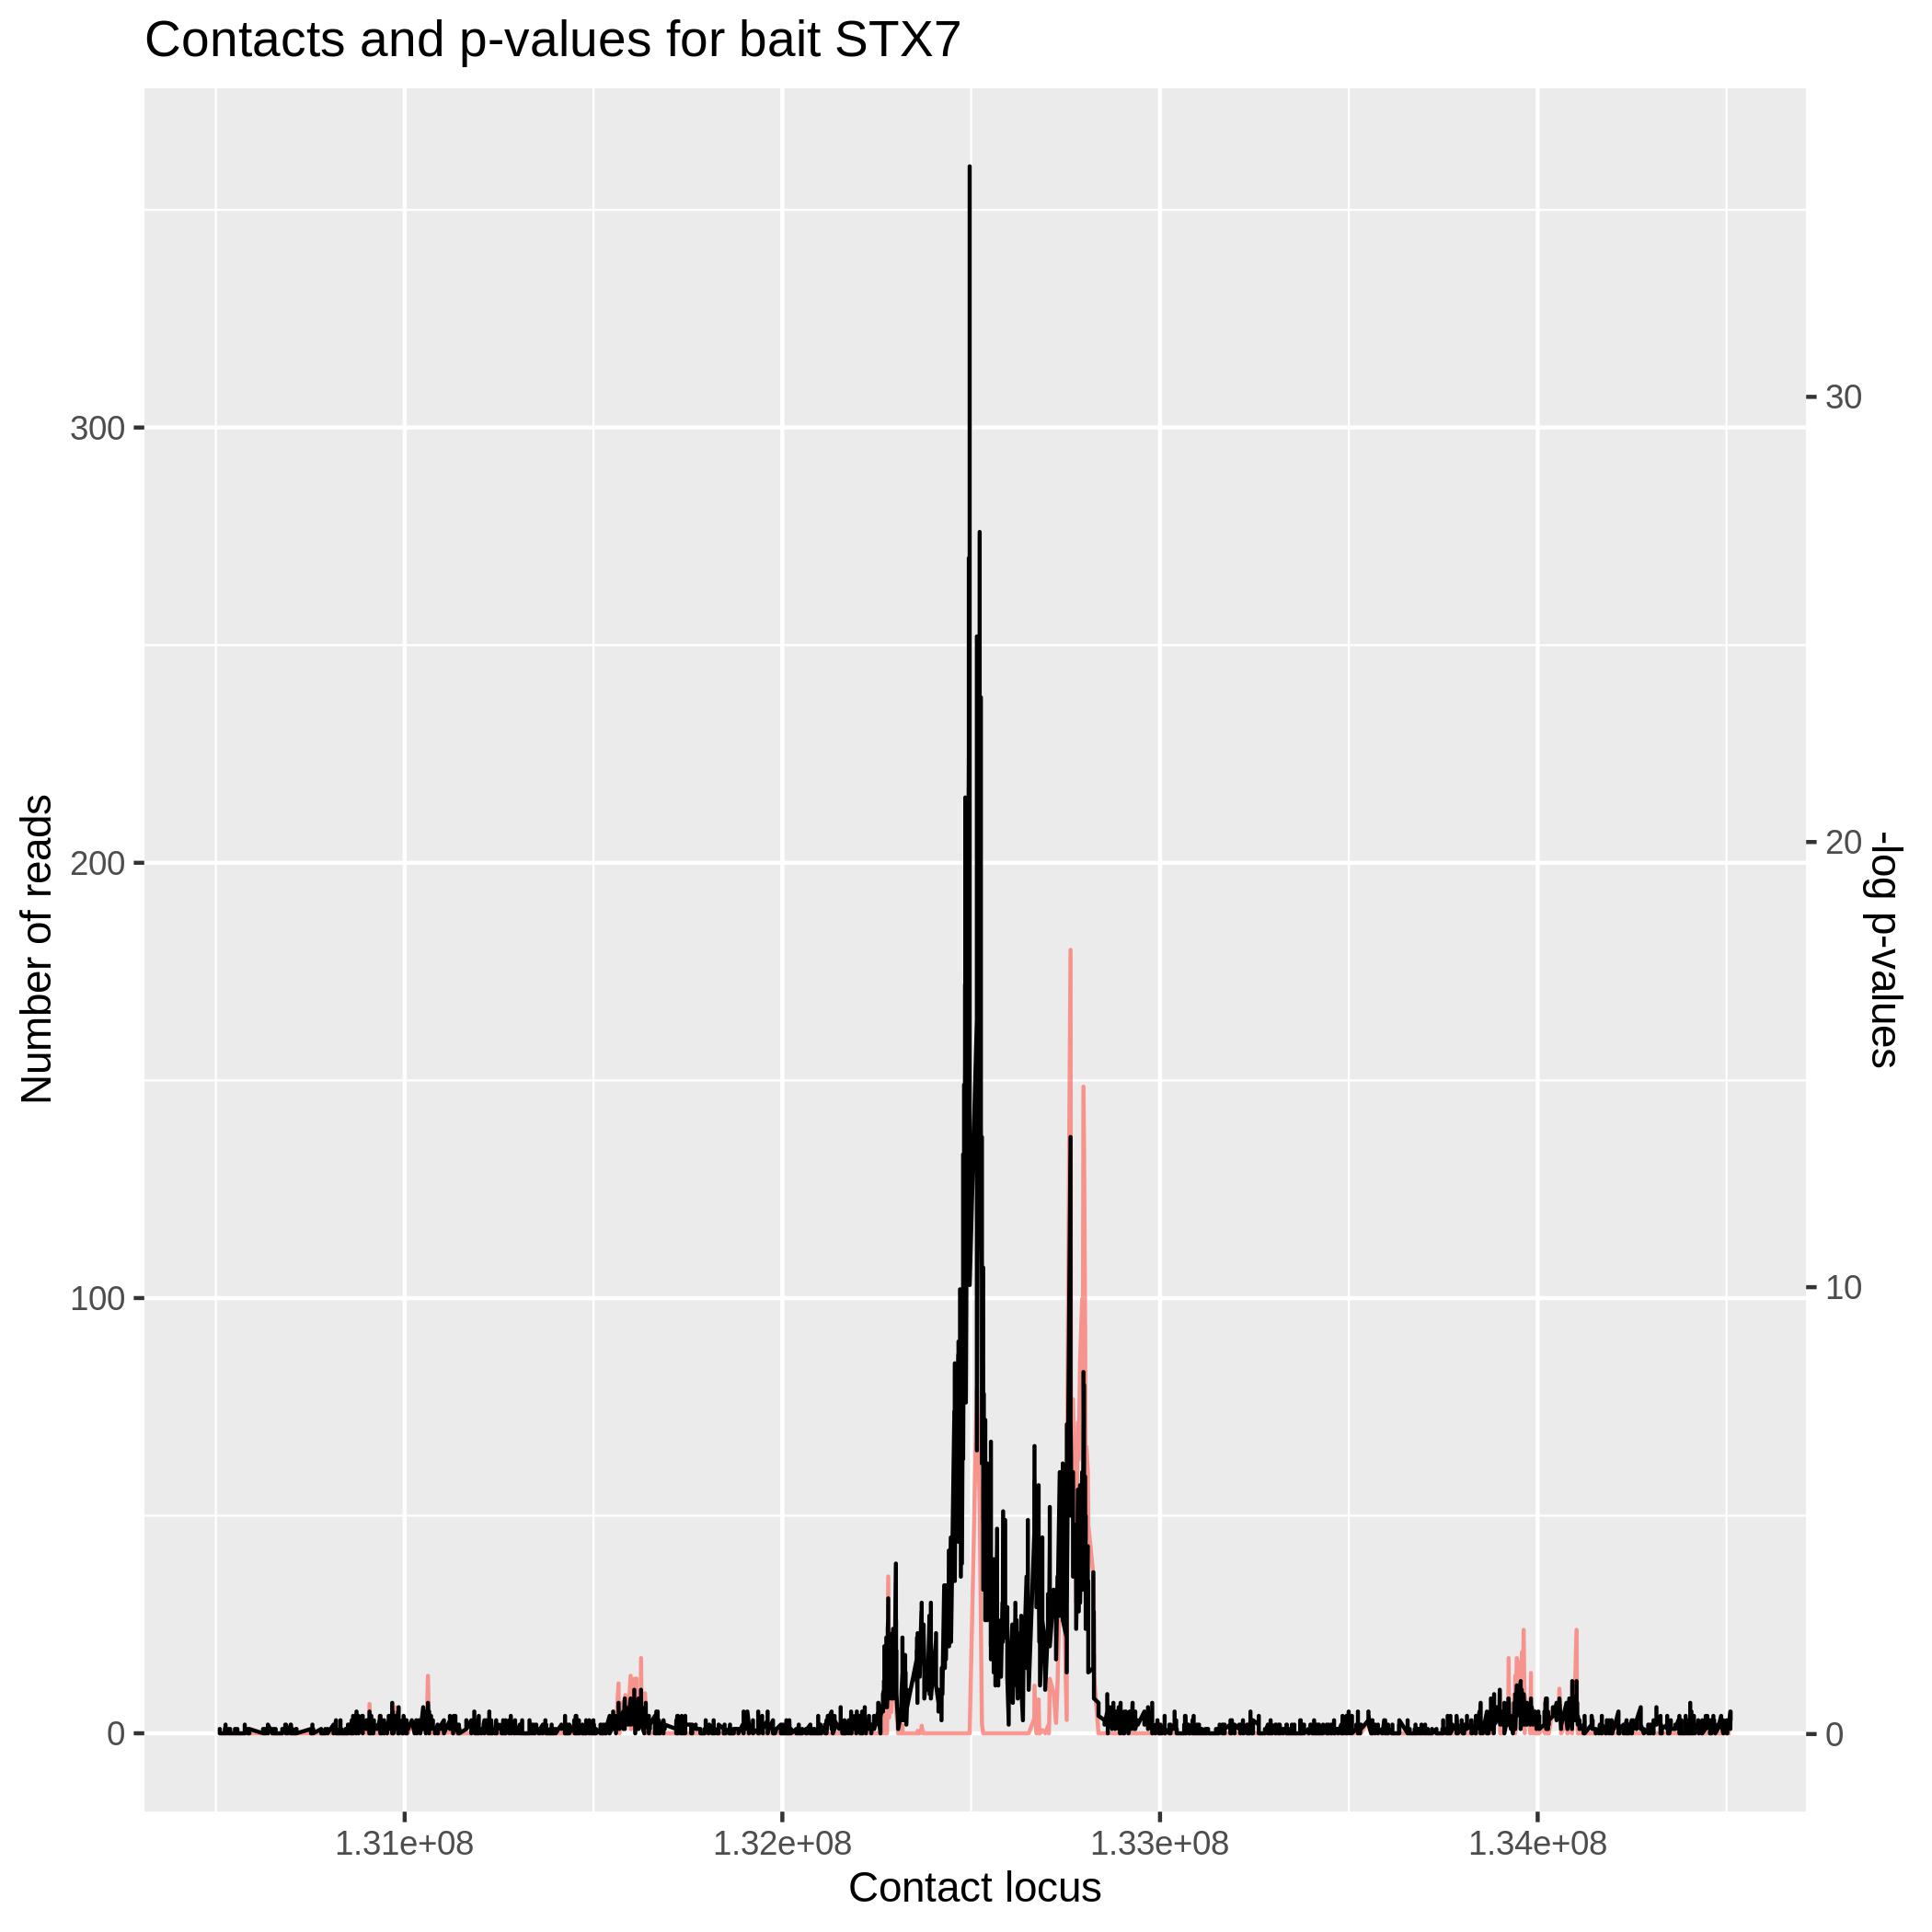 Contacts and p-values for bait STX7
Number of reads
300
200
100
0
30
20
10
0
-log p-values
1.31e+08
1.32e+08
1.33e+08
1.34e+08
Contact locus